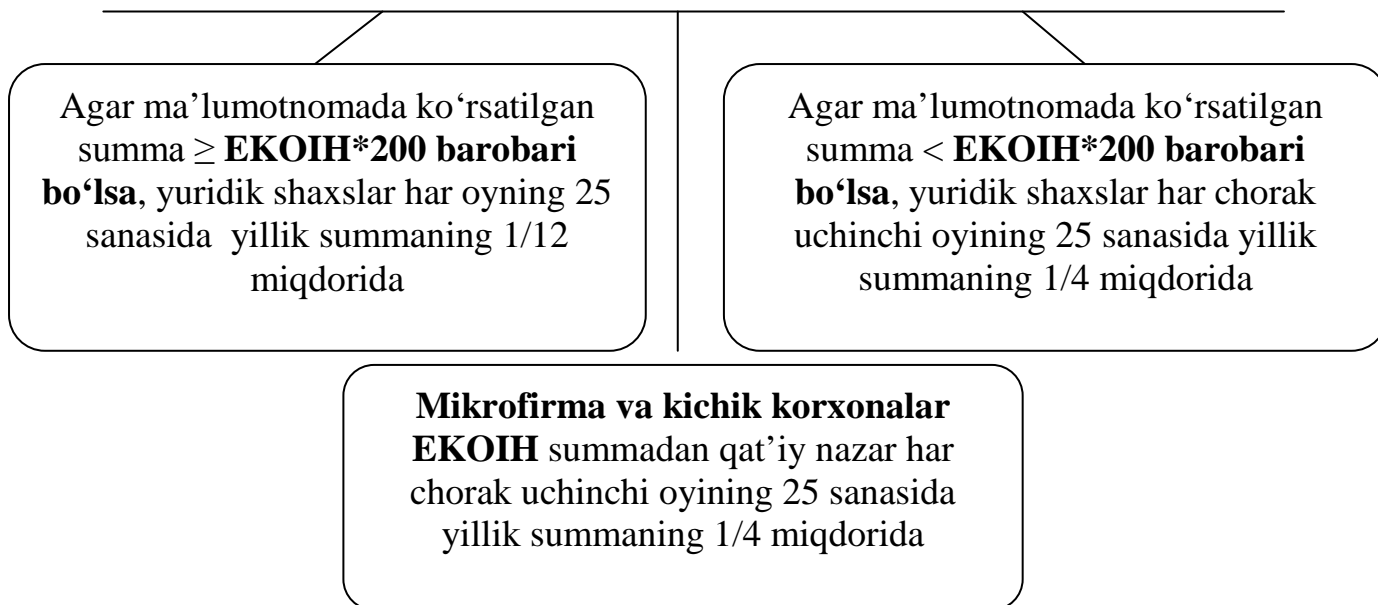 Agar ma’lumotnomada ko‘rsatilgan
summa ≥ EKOIH*200 barobari
bo‘lsa, yuridik shaxslar har oyning 25
sanasida yillik summaning 1/12
miqdorida
Agar ma’lumotnomada ko‘rsatilgan
summa < EKOIH*200 barobari
bo‘lsa, yuridik shaxslar har chorak
uchinchi oyining 25 sanasida yillik
summaning 1/4 miqdorida
Mikrofirma va kichik korxonalar
EKOIH summadan qat’iy nazar har
chorak uchinchi oyining 25 sanasida
yillik summaning 1/4 miqdorida